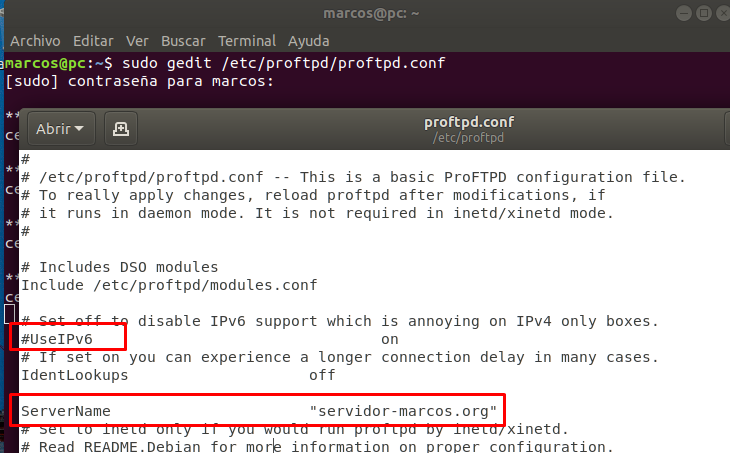 marcos@pc: ~
Archivo Editar Ver Buscar Terminal Ayuda
marcos@pc:~$ sudo gedit /etc/proftpd/proftpd.conf
[sudo] contraseña para marcos:
**
ce
**
ce
**
ce
**
ce
Abrir
proftpd.conf
/etc/proftpd
#
# /etc/proftpd/proftpd.conf -- This is a basic ProFTPD configuration file.
# To really apply changes, reload proftpd after modifications, if
# it runs in daemon mode. It is not required in inetd/xinetd mode.
#
# Includes DSO modules
Include /etc/proftpd/modules.conf
# Set off to disable IPv6 support which is annoying on IPv4 only boxes.
#UseIPv6 on
# If set on you can experience a longer connection delay in many cases.
IdentLookups off
ServerName "servidor-marcos.org"
# Set to inetd only if you would run proftpd by inetd/xinetd.
# Read README.Debian for more information on proper configuration.